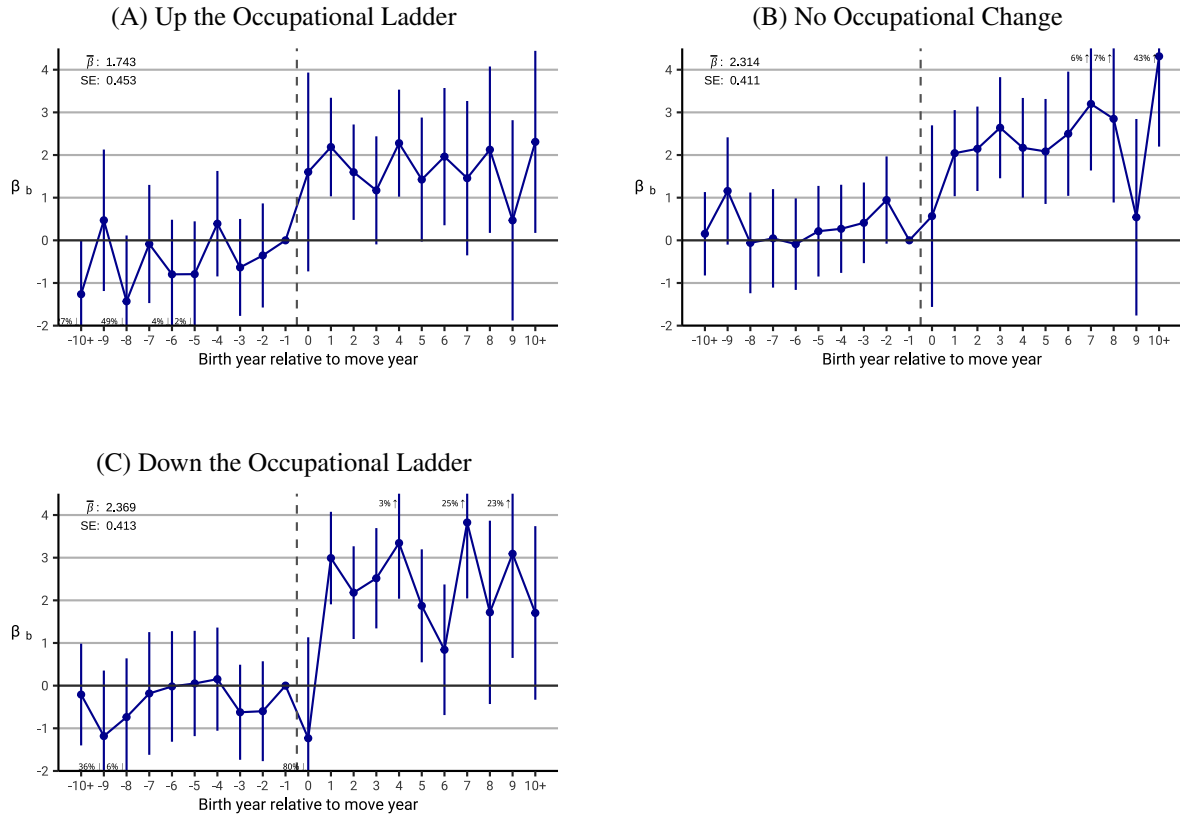 (A) Up the Occupational Ladder
β̅ : 1.743
SE: 0.453
4
3
2
1
0
-1
-2
β b
49% ↓
4% ↓
2% ↓
-10+ -9 -8 -7 -6 -5 -4 -3 -2 -1 0 1 2 3 4 5 6 7 8 9 10+
Birth year relative to move year
(B) No Occupational Change
β̅ : 2.314
SE: 0.411
6% ↑
7% ↑
43% ↑
4
3
2
1
0
-1
-2
β b
-10+ -9 -8 -7 -6 -5 -4 -3 -2 -1 0 1 2 3 4 5 6 7 8 9 10+
Birth year relative to move year
(C) Down the Occupational Ladder
β̅ : 2.369
SE: 0.413
3% ↑
25% ↑
23% ↑
4
3
2
1
0
-1
-2
β b
36% ↓
6% ↓
80% ↓
-10+ -9 -8 -7 -6 -5 -4 -3 -2 -1 0 1 2 3 4 5 6 7 8 9 10+
Birth year relative to move year